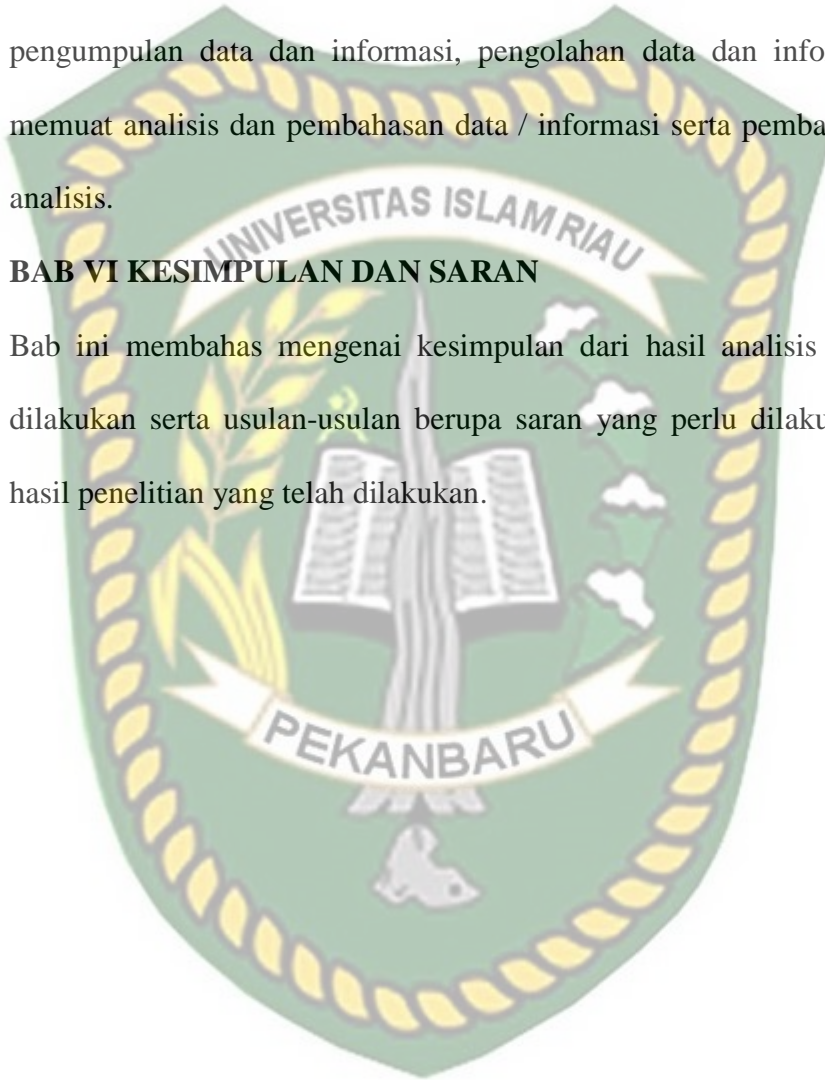 pengumpulan data dan informasi, pengolahan data dan info
memuat analisis dan pembahasan data / informasi serta pemba
analisis.
UNIVERSITAS ISLAM RIAU
BAB VI KESIMPULAN DAN SARAN
Bab ini membahas mengenai kesimpulan dari hasil analisis
dilakukan serta usulan-usulan berupa saran yang perlu dilaku
hasil penelitian yang telah dilakukan.
PEKANBARU